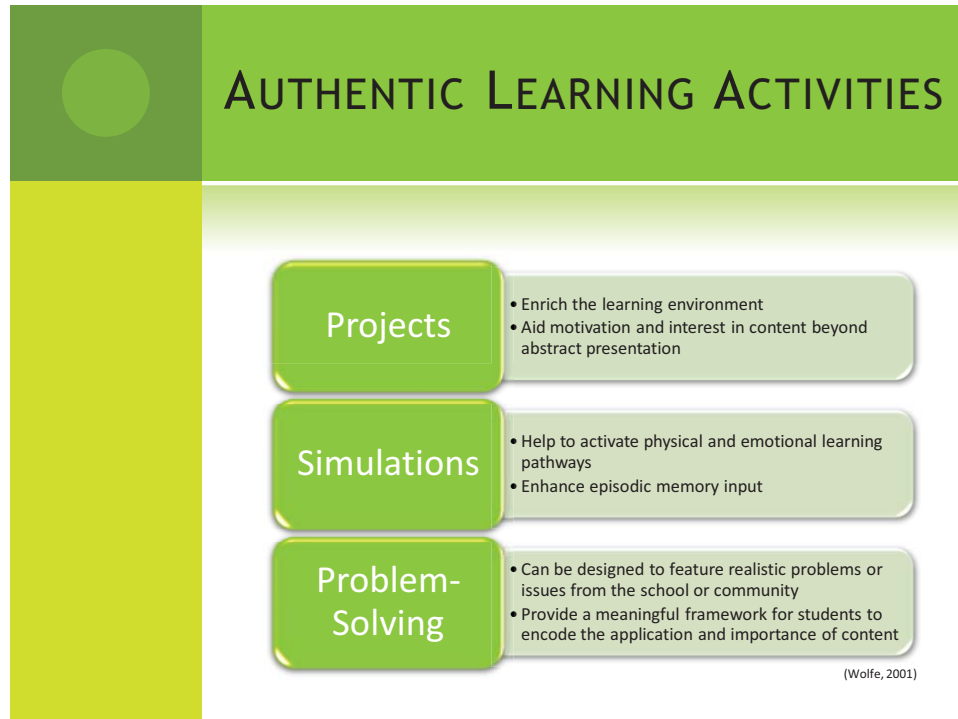 AUTHENTIC LEARNING ACTIVITIES
Projects
• Enrich the learning environment
• Aid motivation and interest in content beyond
abstract presentation
Simulations
• Help to activate physical and emotional learning
pathways
• Enhance episodic memory input
Problem-
Solving
• Can be designed to feature realistic problems or
issues from the school or community
• Provide a meaningful framework for students to
encode the application and importance of content
(Wolfe, 2001)